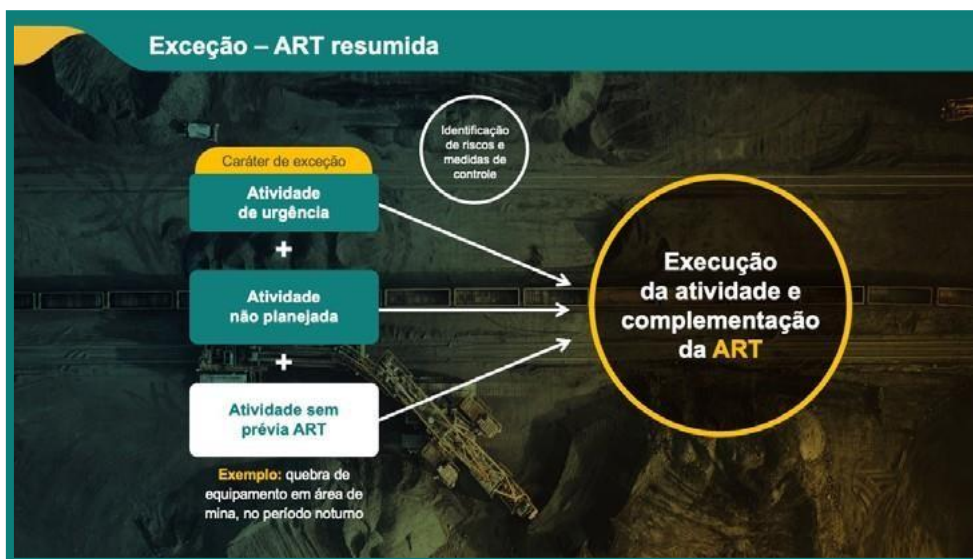 Exceção – ART resumida
Identificação
de riscos e
medidas de
controle
Caráter de exceção
Atividade
de urgência
+
Atividade
não planejada
+
Atividade sem
prévia ART
Exemplo: quebra de
equipamento em área de
mina, no período noturno
Execução
da atividade e
complementação
da ART